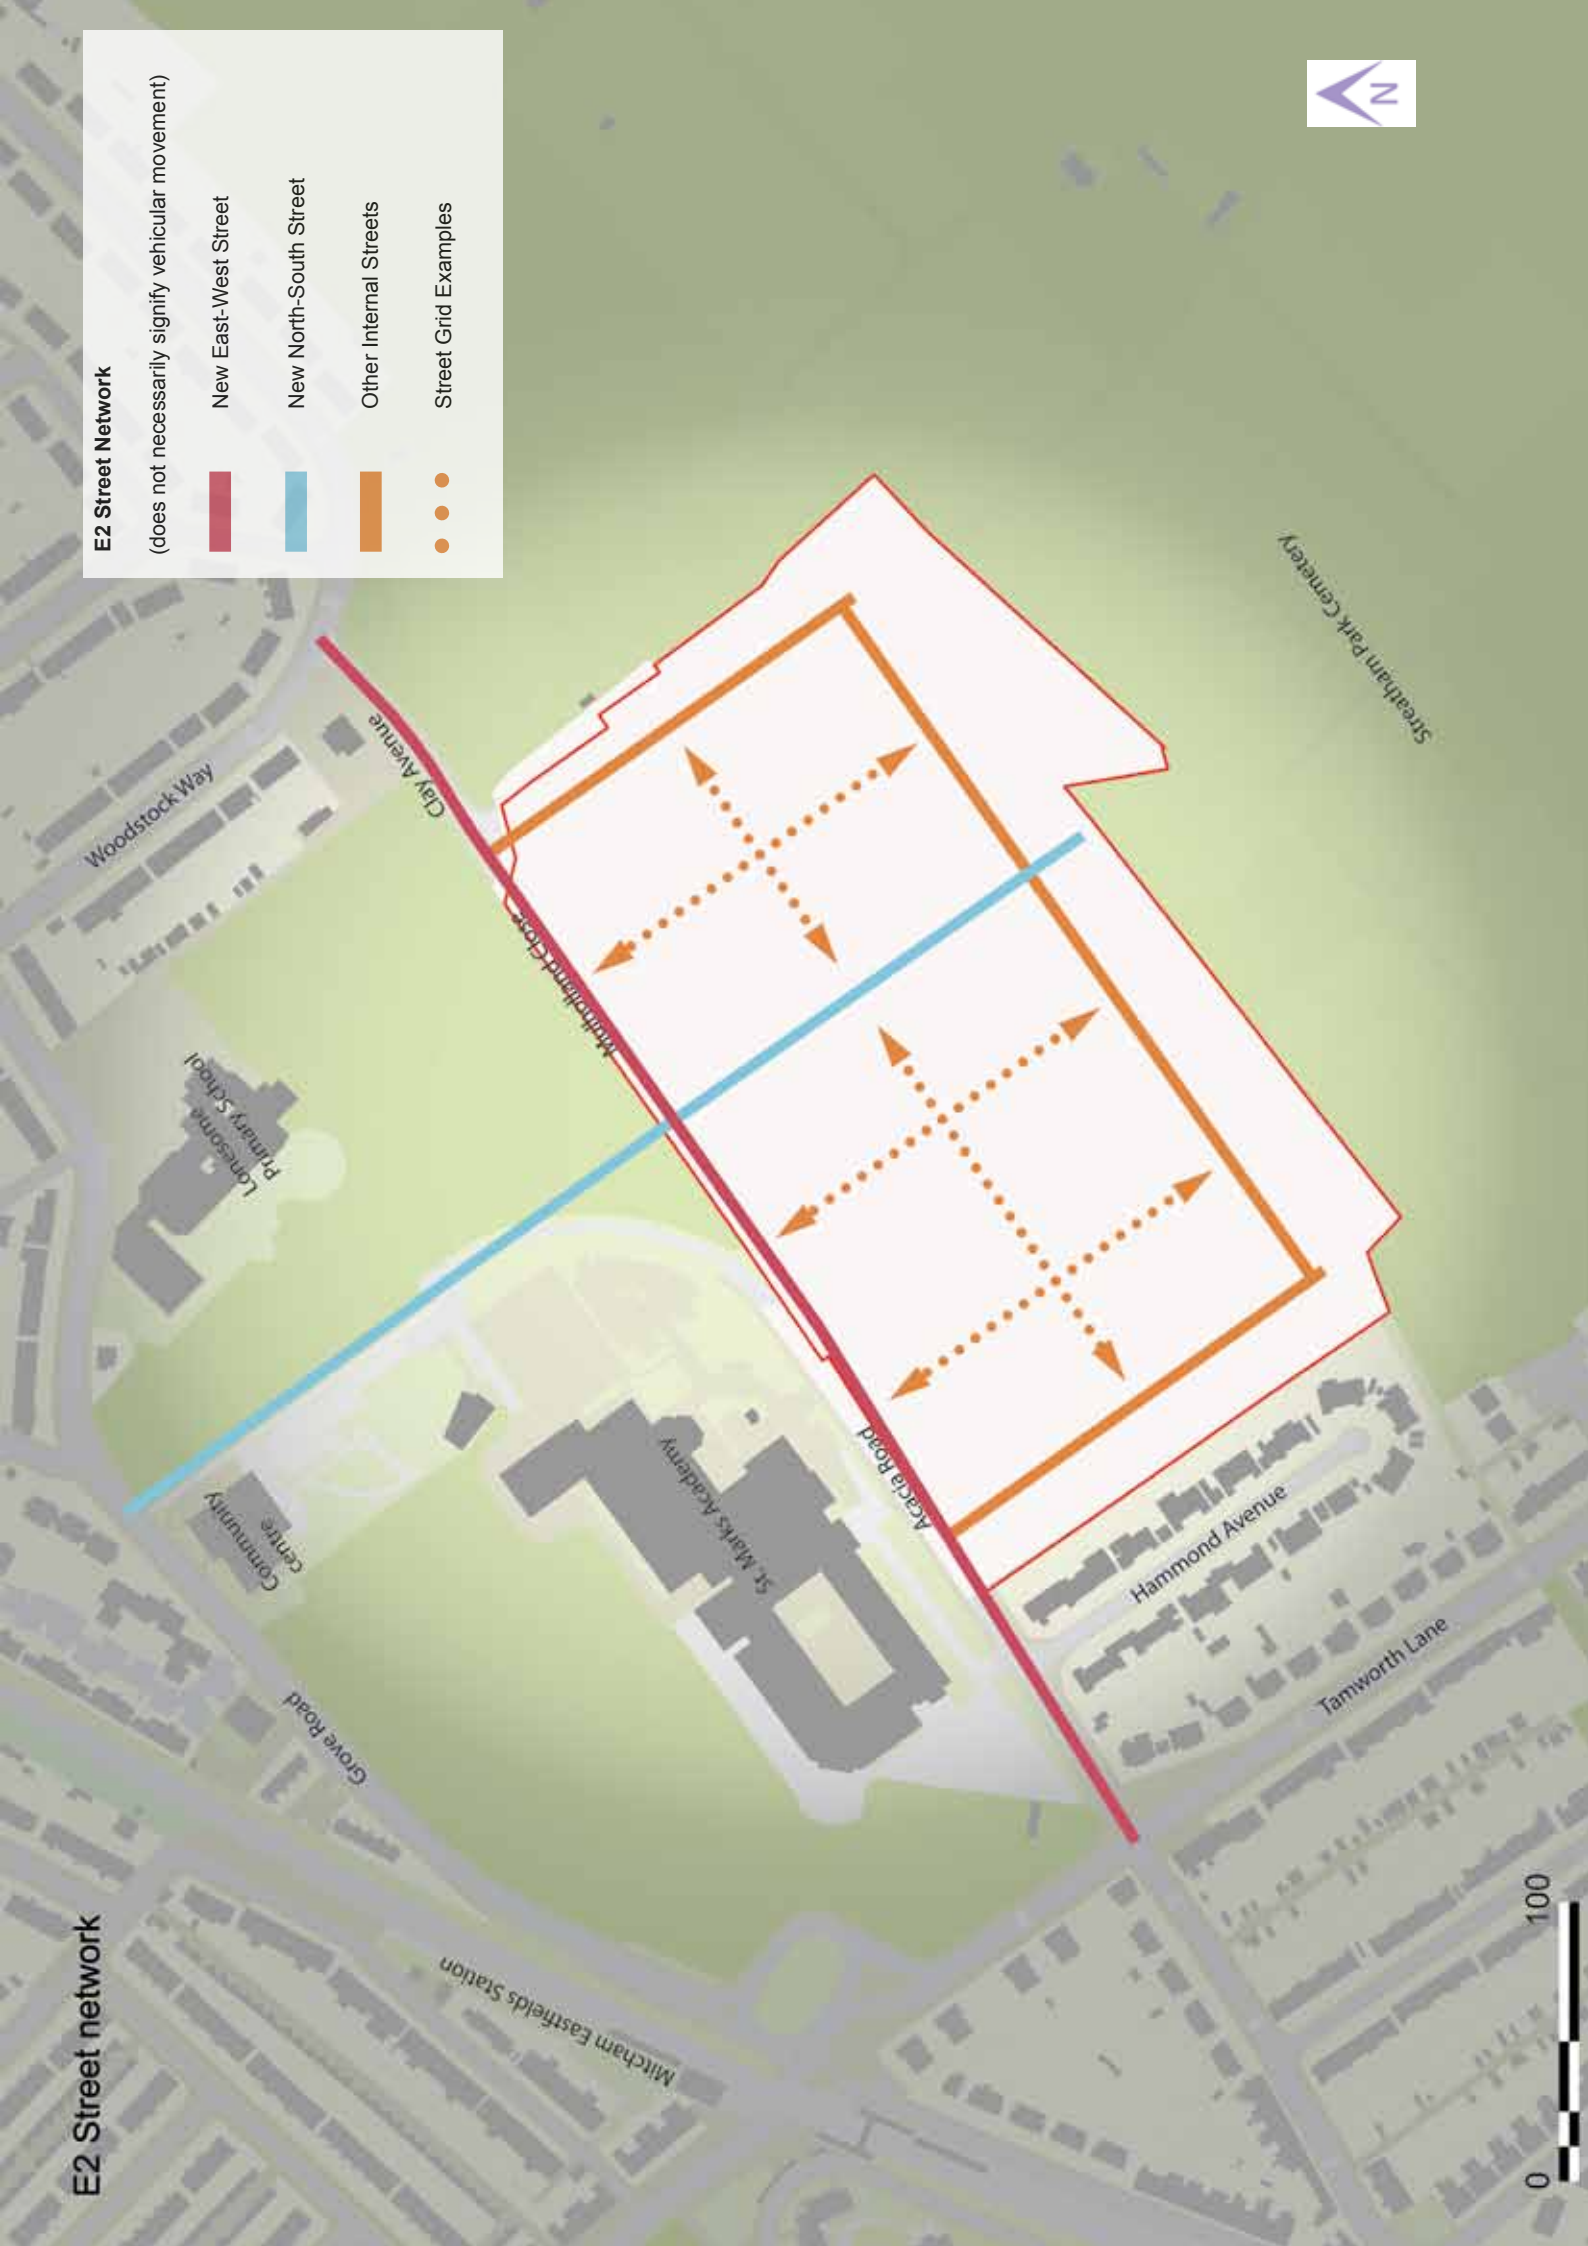 E2 Street network
E2 Street Network
(does not necessarily signify vehicular movement)
New East-West Street
New North-South Street
Other Internal Streets
Street Grid Examples
Woodstock Way
Clay Avenue
Lonesome
Primary School
Mulholland Close
Community
centre
Grove Road
St. Marks Academy
Acacia Road
Mitcham Eastfields Station
Hammond Avenue
Tamworth Lane
Streatham Park Cemetery
N
0
100